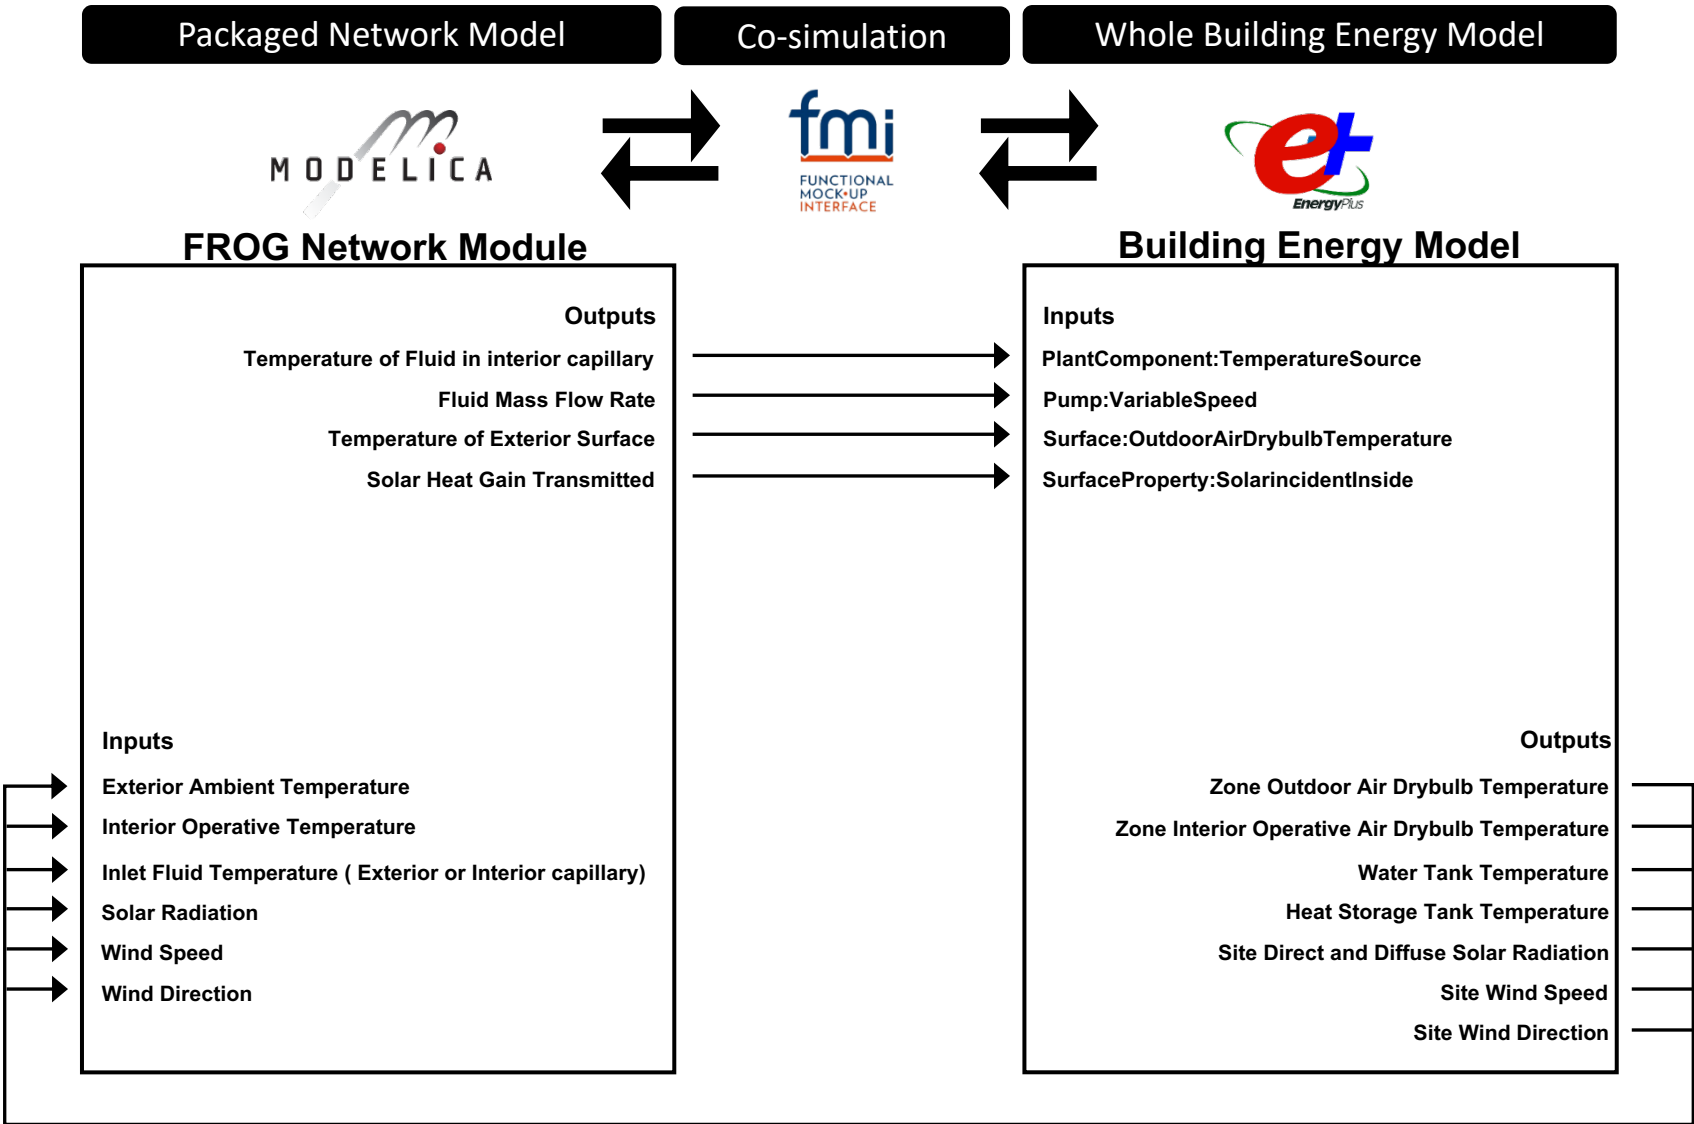 Packaged Network Model
Co-simulation
Whole Building Energy Model
MODELICA
fmi
FUNCTIONAL
MOCK-UP
INTERFACE
e+
EnergyPlus
FROG Network Module
Building Energy Model
Outputs
Temperature of Fluid in interior capillary
Fluid Mass Flow Rate
Temperature of Exterior Surface
Solar Heat Gain Transmitted
Inputs
PlantComponent:TemperatureSource
Pump:VariableSpeed
Surface:OutdoorAirDrybulbTemperature
SurfaceProperty:SolarincidentInside
Inputs
Exterior Ambient Temperature
Interior Operative Temperature
Inlet Fluid Temperature ( Exterior or Interior capillary)
Solar Radiation
Wind Speed
Wind Direction
Outputs
Zone Outdoor Air Drybulb Temperature
Zone Interior Operative Air Drybulb Temperature
Water Tank Temperature
Heat Storage Tank Temperature
Site Direct and Diffuse Solar Radiation
Site Wind Speed
Site Wind Direction